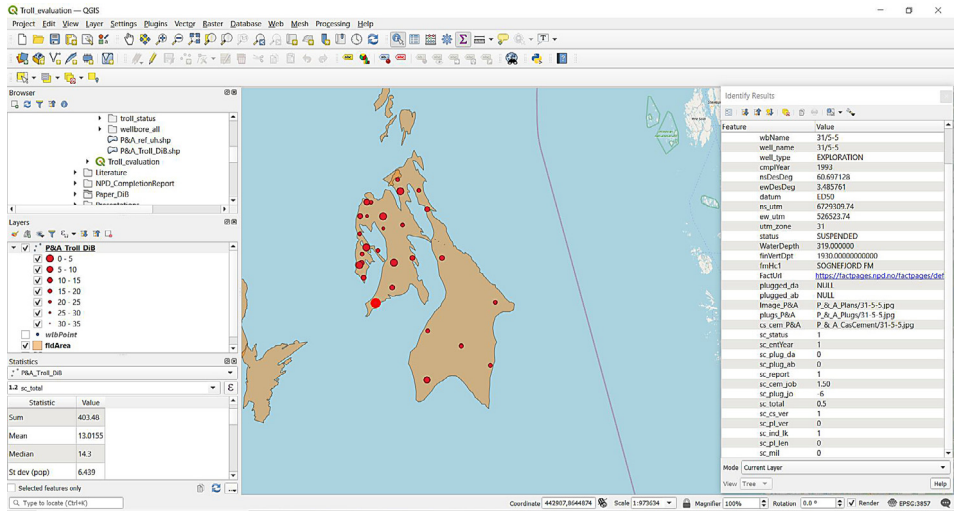 Troll_evaluation — QGIS
Project Edit View Layer Settings Plugins Vector Raster Database Web Mesh Processing Help
Browser
troll_status
wellbore_all
P&A_ref_uh.shp
P&A_Troll_DiB.shp
Troll_evaluation
Literature
NPD_CompletionReport
Paper_DiB
Layers
P&A_Troll_DiB
0 - 5
5 - 10
10 - 15
15 - 20
20 - 25
25 - 30
30 - 35
wlbPoint
fldArea
Statistics
P&A_Troll_DiB
1.2 sc_total
ε
Statistic Value
Sum 403.48
Mean 13.0155
Median 14.3
St dev (pop) 6.439
Selected features only
Type to locate (Ctrl+K)
Coordinate 442907,8644874 Scale 1:973634 Magnifier 100% Rotation 0.0 ° Render EPSG:3857
Identify Results
Feature Value
wbName 31/5-5
well_name 31/5-5
well_type EXPLORATION
cmplYear 1993
nsDesDeg 60.697128
ewDesDeg 3.485761
datum ED50
ns_utm 6729309.74
ew_utm 526523.74
utm_zone 31
status SUSPENDED
WaterDepth 319.000000
finVertDpt 1930.00000000000
fmHc1 SOGNEFJORD FM
FactUrl https://factpages.npd.no/factpages/def
plugged_da NULL
plugged_ab NULL
Image_P&A P_&_A_Plans/31-5-5.jpg
plugs_P&A P_&_A_Plugs/31-5-5.jpg
cs_cem_P&A P_&_A_CasCement/31-5-5.jpg
sc_status 1
sc_entYear 1
sc_plug_da 0
sc_plug_ab 0
sc_report 1
sc_cem_job 1.50
sc_plug_jo -6
sc_total 0.5
sc_cs_ver 1
sc_pl_ver 0
sc_ind_lk 1
sc_pl_len 0
sc_mil 0
Mode Current Layer
View Tree Help